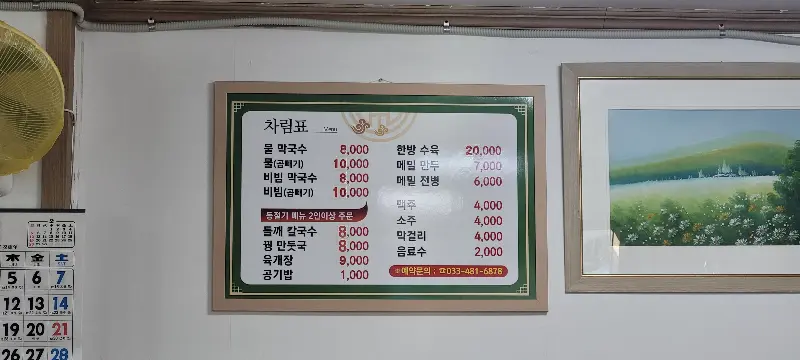 차림표 Menu
물 막국수 8,000
물(곱빼기) 10,000
비빔 막국수 8,000
비빔(곱빼기) 10,000
동절기 메뉴 2인이상 주문
들깨 칼국수 8,000
꿩 만둣국 8,000
육개장 9,000
공기밥 1,000
한방 수육 20,000
메밀 만두 7,000
메밀 전병 6,000
맥주 4,000
소주 4,000
막걸리 4,000
음료수 2,000
※예약문의 : ☎033-481-6878
木 金 土
5 6 7
12 13 14
19 20 21
26 27 28